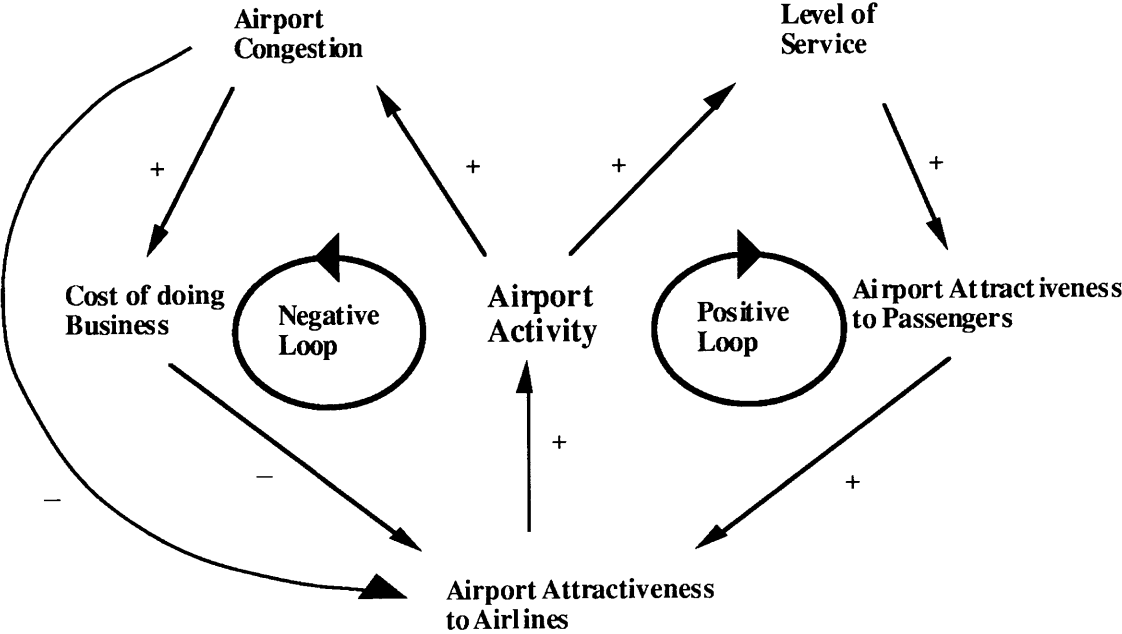 Airport
Congestion
Level of
Service
+
+
+
+
Cost of doing
Business
Negative
Loop
Airport
Activity
Positive
Loop
Airport Attractiveness
to Passengers
+
−
+
−
Airport Attractiveness
to Airlines